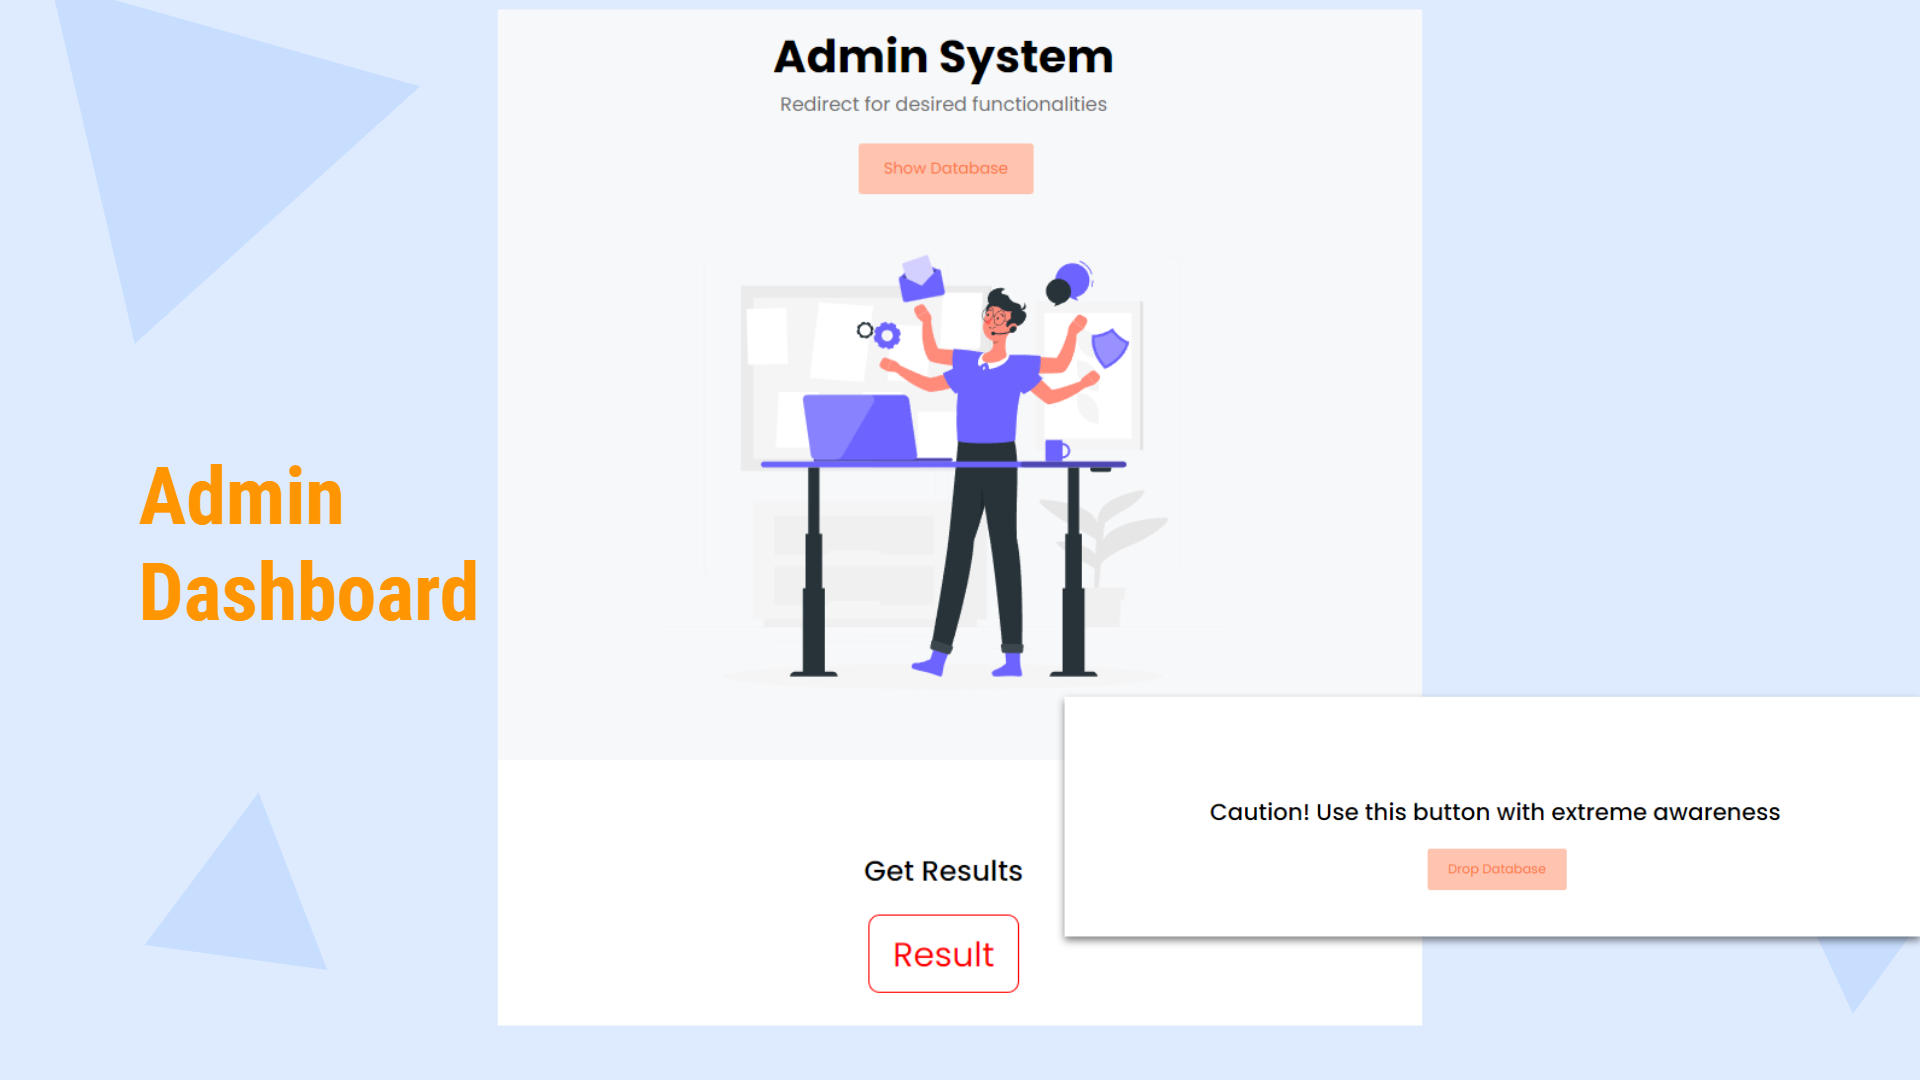 Admin
Dashboard
Admin System
Redirect for desired functionalities
Show Database
Get Results
Result
Caution! Use this button with extreme awareness
Drop Database